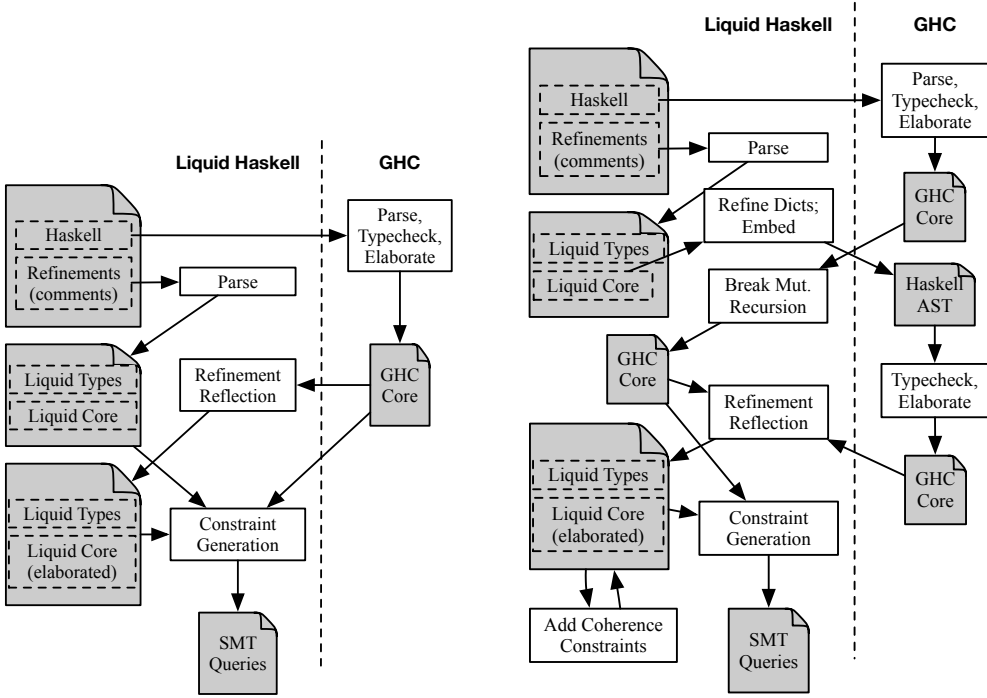 Liquid Haskell
GHC
Haskell
Refinements
(comments)
Parse
Parse,
Typecheck,
Elaborate
Liquid Types
Liquid Core
Refinement
Reflection
GHC
Core
Liquid Types
Liquid Core
(elaborated)
Constraint
Generation
SMT
Queries
Liquid Haskell
GHC
Haskell
Refinements
(comments)
Parse
Parse,
Typecheck,
Elaborate
GHC
Core
Liquid Types
Liquid Core
Refine Dicts;
Embed
Break Mut.
Recursion
Haskell
AST
GHC
Core
Refinement
Reflection
Typecheck,
Elaborate
GHC
Core
Liquid Types
Liquid Core
(elaborated)
Constraint
Generation
Add Coherence
Constraints
SMT
Queries